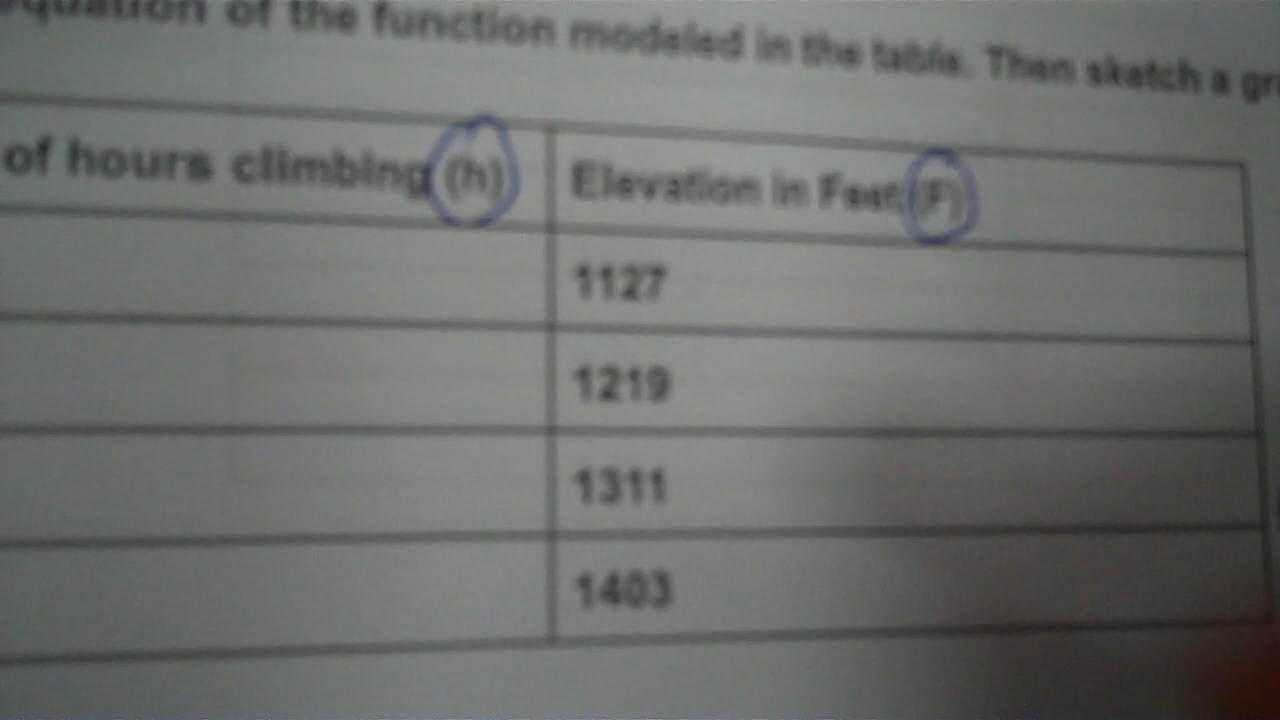 equation of the function modeled in the table. Then sketch a gr
of hours climbing (h) Elevation in Feet (F)
1127
1219
1311
1403